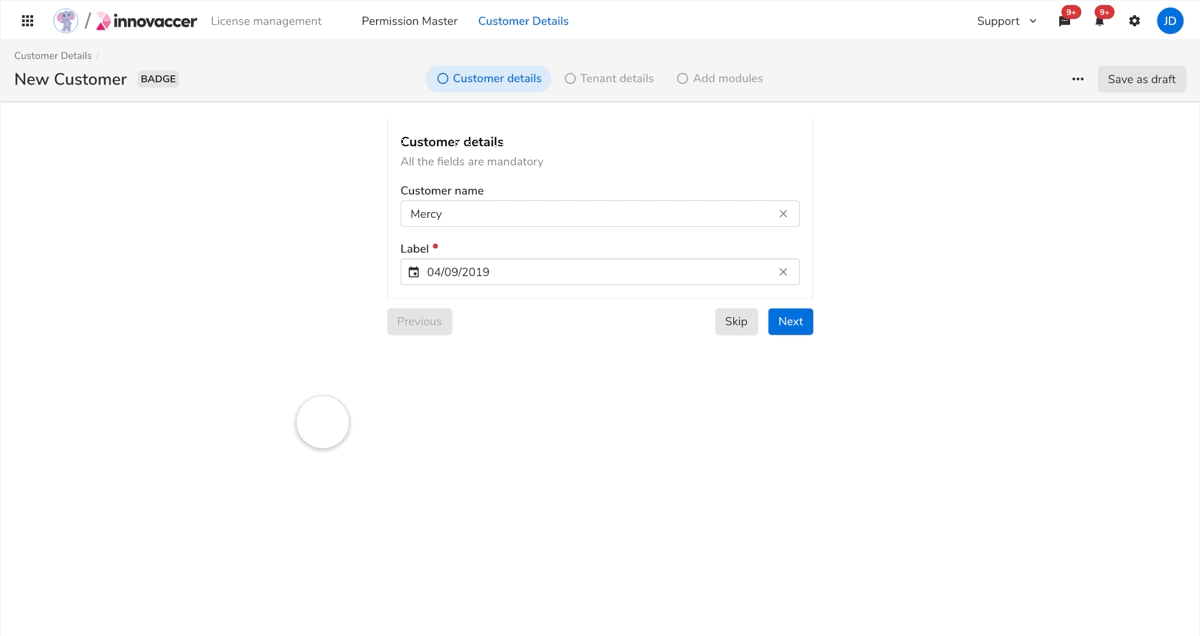 / innovaccer License management Permission Master Customer Details Support 9+ 9+ JD
Customer Details /
New Customer BADGE Customer details Tenant details Add modules ••• Save as draft
Customer details
All the fields are mandatory
Customer name
Mercy
Label
04/09/2019
Previous Skip Next